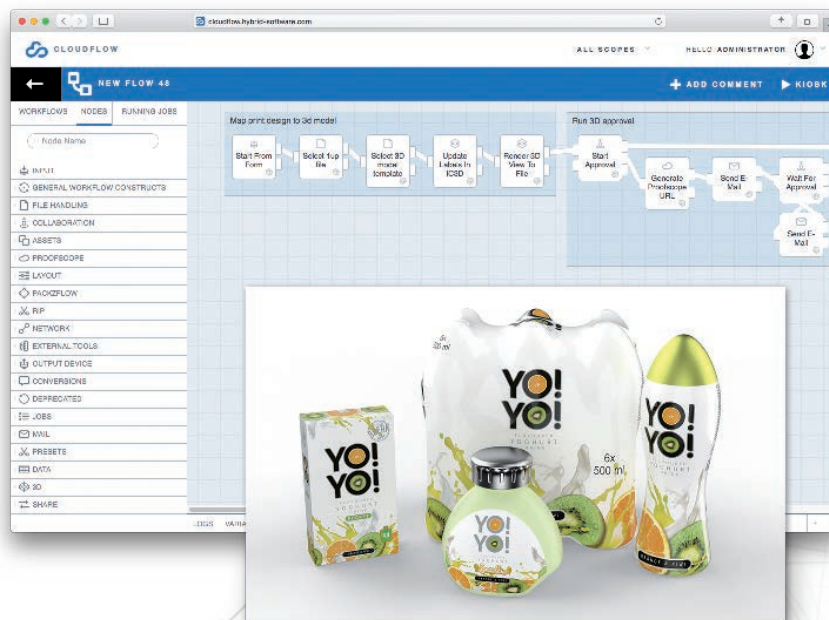 cloudflow.hybrid-software.com
CLOUDFLOW
ALL SCOPES
HELLO ADMINISTRATOR
NEW FLOW 48
ADD COMMENT
KIOSK
WORKFLOWS
NODES
RUNNING JOBS
Node Name
INPUT
GENERAL WORKFLOW CONSTRUCTS
FILE HANDLING
COLLABORATION
ASSETS
PROOFSCOPE
LAYOUT
PACKZFLOW
RIP
NETWORK
EXTERNAL TOOLS
OUTPUT DEVICE
CONVERSIONS
DEPRECATED
JOBS
MAIL
PRESETS
DATA
3D
SHARE
Map print design to 3d model
Start From
Form
Select 1up
file
Select 3D
model
template
Update
Labels In
IC3D
Render 3D
View To
File
Run 3D approval
Start
Approval
Generate
Proofscope
URL
Send E-
Mail
Wait For
Approval
Send E-
Mail
LOGS
YO!
YO!
YOGHURT
6x
500 ml
YO!
YO!
YOGHURT
YO!
YO!
YO!
YO!
YOGHURT
ORANGE & KIWI